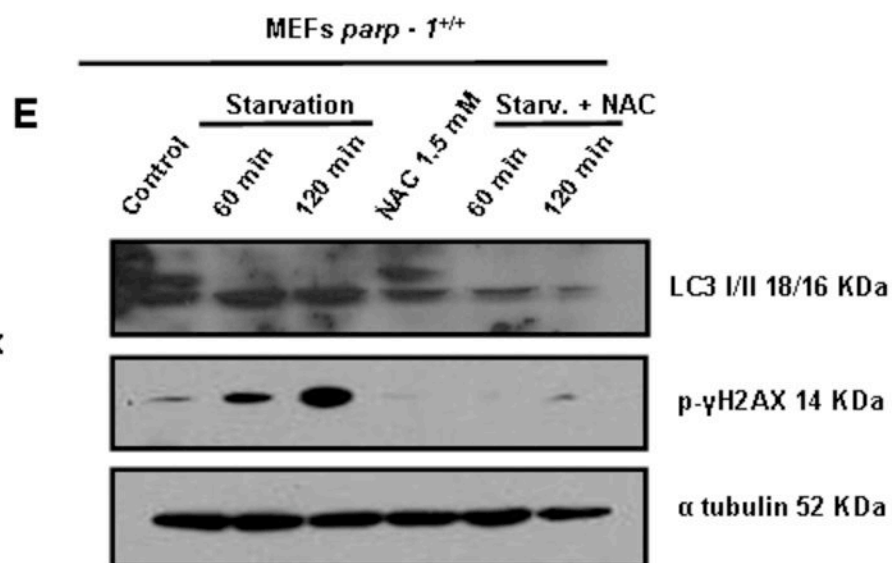 MEFs parp - 1+/+
E
Starvation
Starv. + NAC
Control
60 min
120 min
NAC 1.5 mM
60 min
120 min
LC3 I/II 18/16 KDa
p-γH2AX 14 KDa
α tubulin 52 KDa